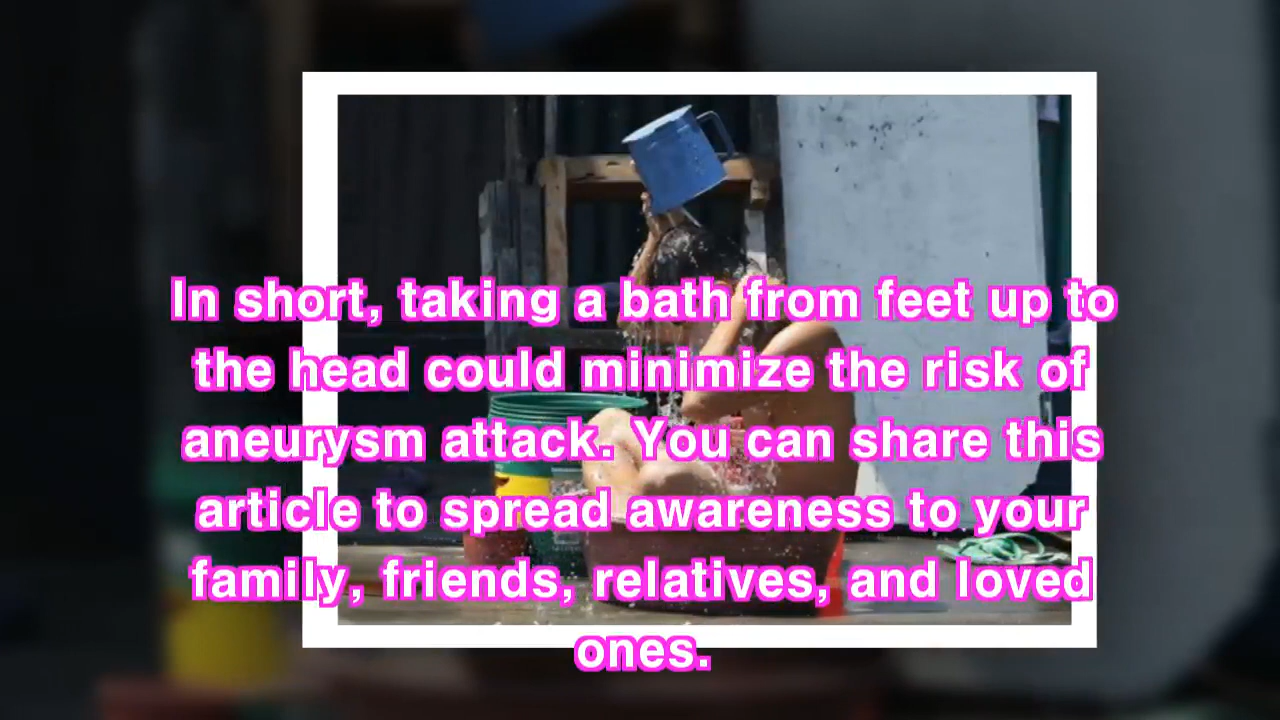 In short, taking a bath from feet up to
the head could minimize the risk of
aneurysm attack. You can share this
article to spread awareness to your
family, friends, relatives, and loved
ones.